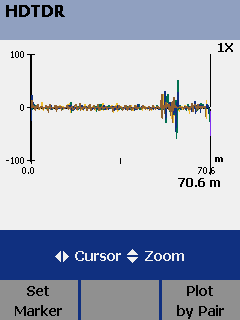 HDTDR
1X
100
0
-100
0.0
70.6
m
70.6 m
Cursor Zoom
Set
Marker
Plot
by Pair